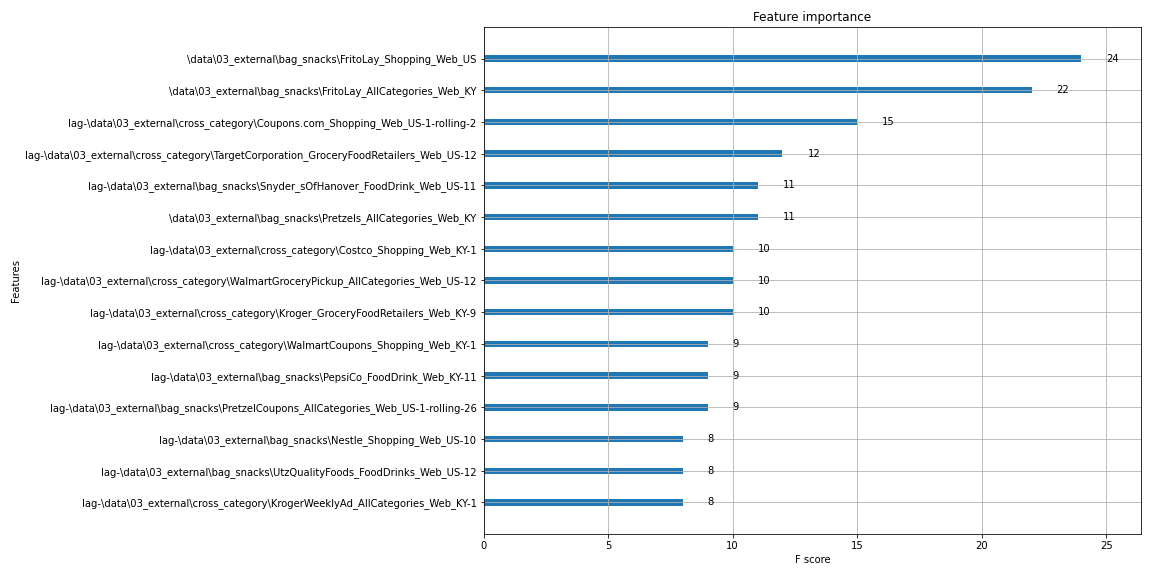 Feature importance
\data\03_external\bag_snacks\FritoLay_Shopping_Web_US 24
\data\03_external\bag_snacks\FritoLay_AllCategories_Web_KY 22
lag-\data\03_external\cross_category\Coupons.com_Shopping_Web_US-1-rolling-2 15
lag-\data\03_external\cross_category\TargetCorporation_GroceryFoodRetailers_Web_US-12 12
lag-\data\03_external\bag_snacks\Snyder_sOfHanover_FoodDrink_Web_US-11 11
\data\03_external\bag_snacks\Pretzels_AllCategories_Web_KY 11
lag-\data\03_external\cross_category\Costco_Shopping_Web_KY-1 10
lag-\data\03_external\cross_category\WalmartGroceryPickup_AllCategories_Web_US-12 10
lag-\data\03_external\cross_category\Kroger_GroceryFoodRetailers_Web_KY-9 10
lag-\data\03_external\cross_category\WalmartCoupons_Shopping_Web_KY-1 9
lag-\data\03_external\bag_snacks\PepsiCo_FoodDrink_Web_KY-11 9
lag-\data\03_external\bag_snacks\PretzelCoupons_AllCategories_Web_US-1-rolling-26 9
lag-\data\03_external\bag_snacks\Nestle_Shopping_Web_US-10 8
lag-\data\03_external\bag_snacks\UtzQualityFoods_FoodDrinks_Web_US-12 8
lag-\data\03_external\cross_category\KrogerWeeklyAd_AllCategories_Web_KY-1 8
Features
0 5 10 15 20 25
F score